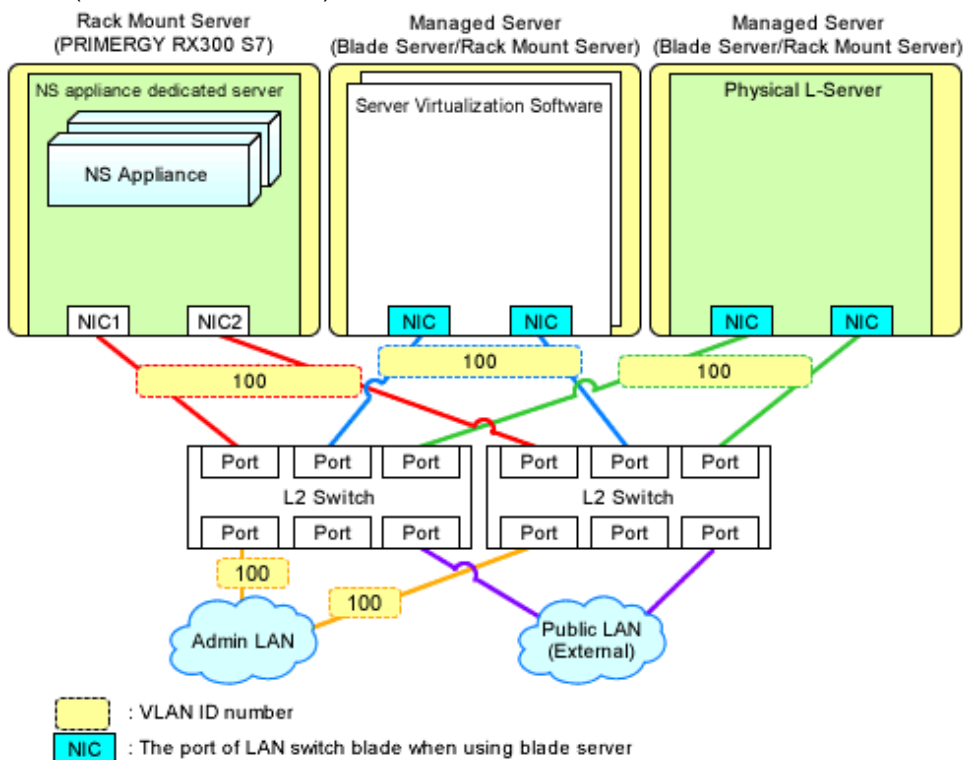 Rack Mount Server
(PRIMERGY RX300 S7)
Managed Server
(Blade Server/Rack Mount Server)
Managed Server
(Blade Server/Rack Mount Server)
NS appliance dedicated server
NS Appliance
Server Virtualization Software
Physical L-Server
NIC1
NIC2
NIC
NIC
NIC
NIC
100
100
100
Port
Port
Port
L2 Switch
Port
Port
Port
Port
Port
Port
L2 Switch
Port
Port
Port
100
100
Admin LAN
Public LAN
(External)
: VLAN ID number
NIC : The port of LAN switch blade when using blade server